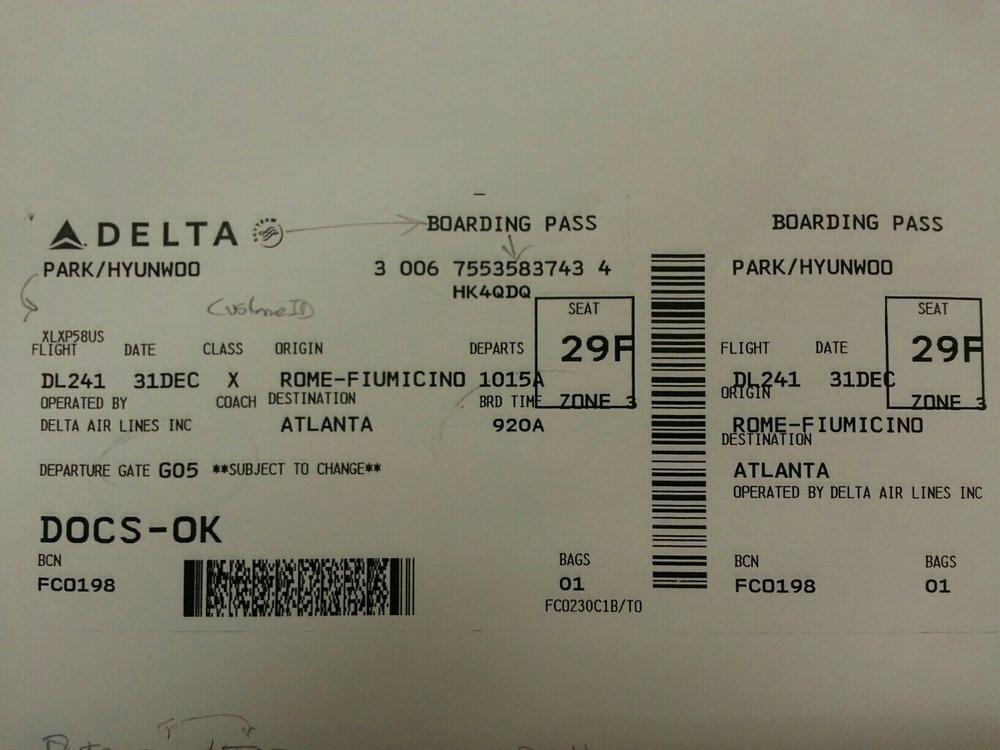 DELTA BOARDING PASS
PARK/HYUNWOO 3 006 7553583743 4
HK4QDQ
SEAT
29F
ZONE 3
XLXP58US
FLIGHT DATE CLASS ORIGIN DEPARTS
DL241 31DEC X ROME-FIUMICINO 1015A
OPERATED BY COACH DESTINATION BRD TIME
DELTA AIR LINES INC ATLANTA 920A
DEPARTURE GATE G05 **SUBJECT TO CHANGE**
DOCS-OK
BCN BAGS
FC0198 01
FC0230C1B/T0
BOARDING PASS
PARK/HYUNWOO
SEAT
29F
ZONE 3
FLIGHT DATE
DL241 31DEC
ORIGIN
ROME-FIUMICINO
DESTINATION
ATLANTA
OPERATED BY DELTA AIR LINES INC
BCN BAGS
FC0198 01